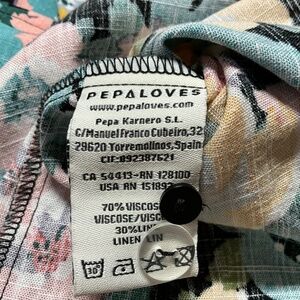 PEPALOVES
www.pepaloves.com
Pepa Karnero S.L.
C/Manuel Franco Cubeiro,32
29620 Torremolinos, Spain
CIF:B92387621
CA 54413-RN 128100
USA RN 151892
70% VISCOS
VISCOSE/VISC
30%LIN
LINEN LIN
30